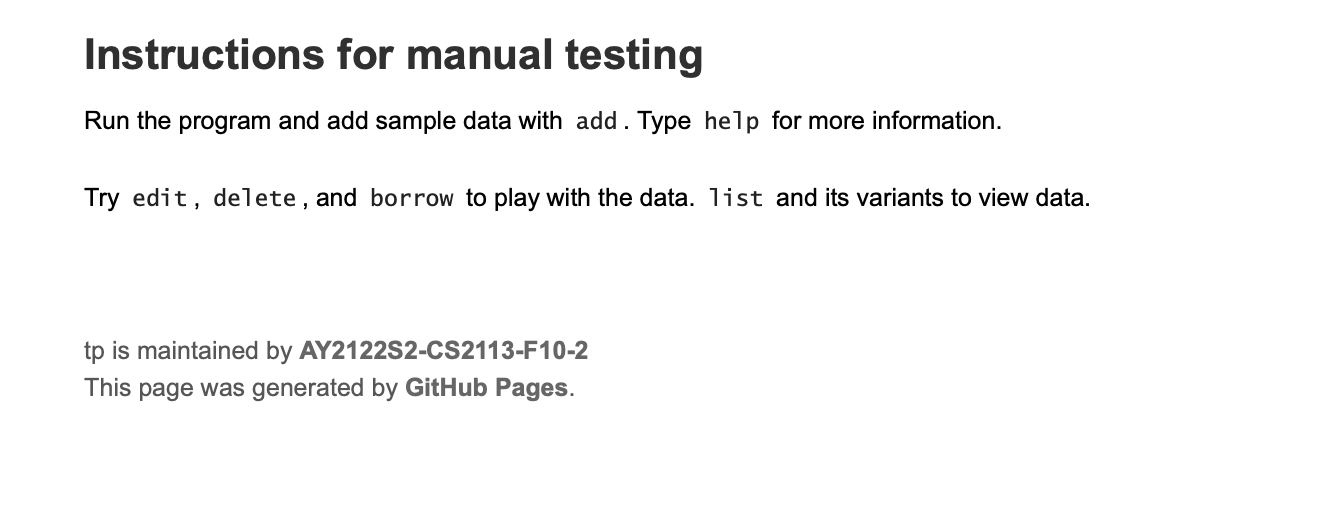 Instructions for manual testing
Run the program and add sample data with add. Type help for more information.
Try edit, delete, and borrow to play with the data. list and its variants to view data.
tp is maintained by AY2122S2-CS2113-F10-2
This page was generated by GitHub Pages.